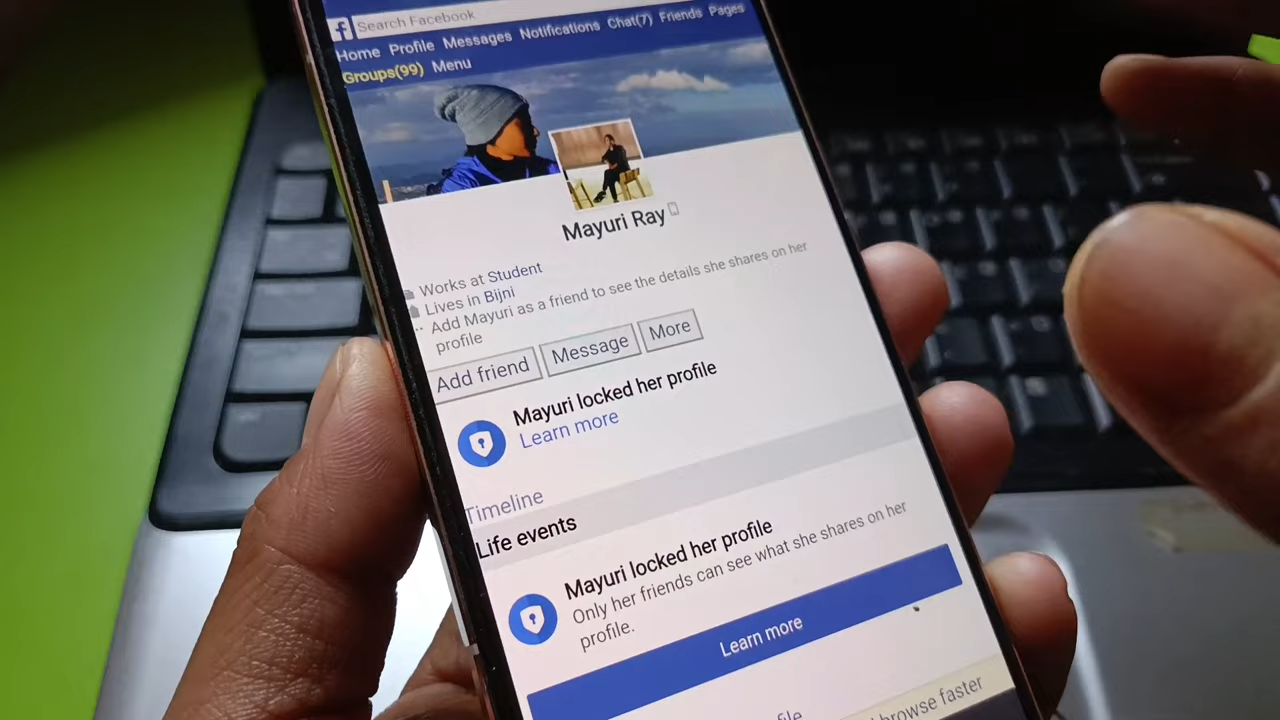 f Search Facebook
Home Profile Messages Notifications Chat(7) Friends Pages
Groups(99) Menu
Mayuri Ray
Works at Student
Lives in Bijni
Add Mayuri as a friend to see the details she shares on her
profile
Add friend Message More
Mayuri locked her profile
Learn more
Timeline
Life events
Mayuri locked her profile
Only her friends can see what she shares on her
profile.
Learn more
browse faster